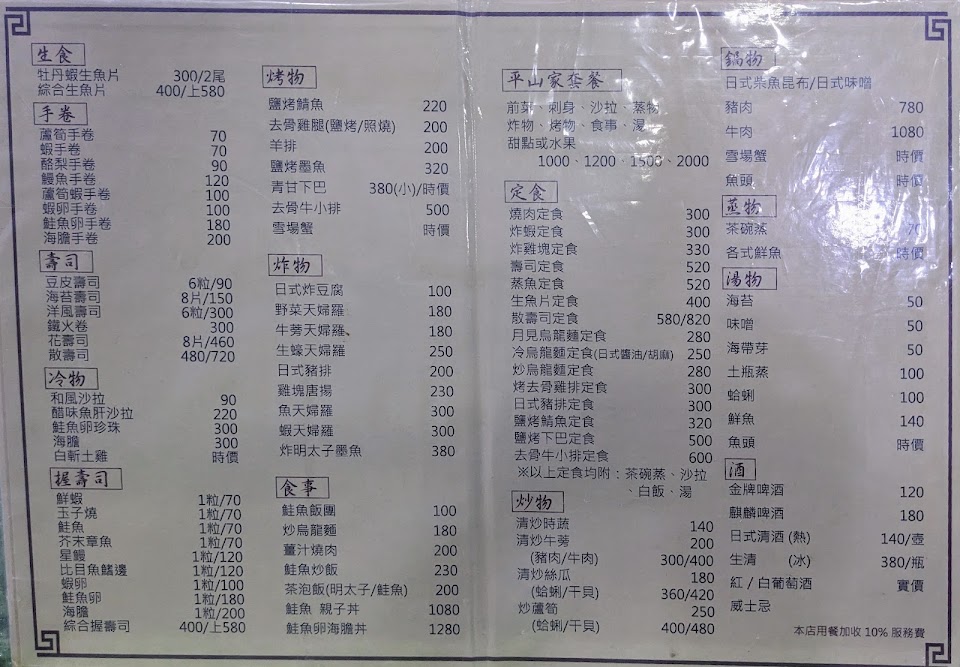 生食
牡丹蝦生魚片 300/2尾
綜合生魚片 400/上580
手卷
蘆筍手卷 70
蝦手卷 70
酪梨手卷 90
鰻魚手卷 120
蘆筍蝦手卷 100
蝦卵手卷 100
鮭魚卵手卷 180
海膽手卷 200
壽司
豆皮壽司 6粒/90
海苔壽司 8片/150
洋風壽司 6粒/300
鐵火卷 300
花壽司 8片/460
散壽司 480/720
冷物
和風沙拉 90
醋味魚肝沙拉 220
鮭魚卵珍珠 300
海膽 300
白斬土雞 時價
握壽司
鮮蝦 1粒/70
玉子燒 1粒/70
鮭魚 1粒/70
芥末章魚 1粒/70
星鰻 1粒/120
比目魚鰭邊 1粒/120
蝦卵 1粒/100
鮭魚卵 1粒/180
海膽 1粒/200
綜合握壽司 400/上580
烤物
鹽烤鯖魚 220
去骨雞腿(鹽烤/照燒) 200
羊排 200
鹽烤墨魚 320
青甘下巴 380(小)/時價
去骨牛小排 500
雪場蟹 時價
炸物
日式炸豆腐 100
野菜天婦羅 180
牛蒡天婦羅 180
生蠔天婦羅 250
日式豬排 200
雞塊唐揚 230
魚天婦羅 300
蝦天婦羅 300
炸明太子墨魚 380
食事
鮭魚飯團 100
炒烏龍麵 180
薑汁燒肉 200
鮭魚炒飯 230
茶泡飯(明太子/鮭魚) 200
鮭魚 親子丼 1080
鮭魚卵海膽丼 1280
平山家套餐
前菜、刺身、沙拉、蒸物
炸物、烤物、食事、湯
甜點或水果
1000、1200、1500、2000
定食
燒肉定食 300
炸蝦定食 300
炸雞塊定食 330
壽司定食 520
蒸魚定食 520
生魚片定食 400
散壽司定食 580/820
月見烏龍麵定食 280
冷烏龍麵定食(日式醬油/胡麻) 250
炒烏龍麵定食 280
烤去骨雞排定食 300
日式豬排定食 300
鹽烤鯖魚定食 320
鹽烤下巴定食 500
去骨牛小排定食 600
※以上定食均附：茶碗蒸、沙拉
、白飯、湯
炒物
清炒時蔬 140
清炒牛蒡 200
(豬肉/牛肉) 300/400
清炒絲瓜 180
(蛤蜊/干貝) 360/420
炒蘆筍 250
(蛤蜊/干貝) 400/480
鍋物
日式柴魚昆布/日式味噌
豬肉 780
牛肉 1080
雪場蟹 時價
魚頭 時價
蒸物
茶碗蒸 70
各式鮮魚 時價
湯物
海苔 50
味噌 50
海帶芽 50
土瓶蒸 100
蛤蜊 100
鮮魚 140
魚頭 時價
酒
金牌啤酒 120
麒麟啤酒 180
日式清酒 (熱) 140/壺
生清 (冰) 380/瓶
紅 / 白葡萄酒 實價
威士忌
本店用餐加收 10% 服務費